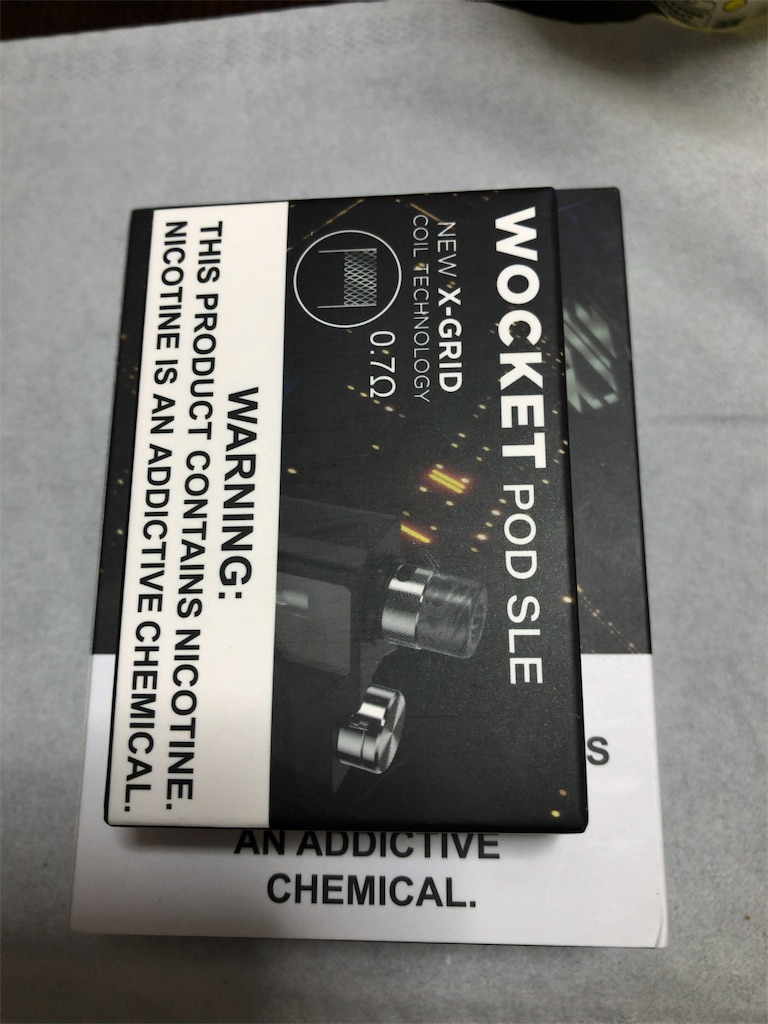 WOCKET POD SLE
NEW X-GRID
COIL TECHNOLOGY
0.7Ω
WARNING:
THIS PRODUCT CONTAINS NICOTINE.
NICOTINE IS AN ADDICTIVE CHEMICAL.
S
AN ADDICTIVE
CHEMICAL.